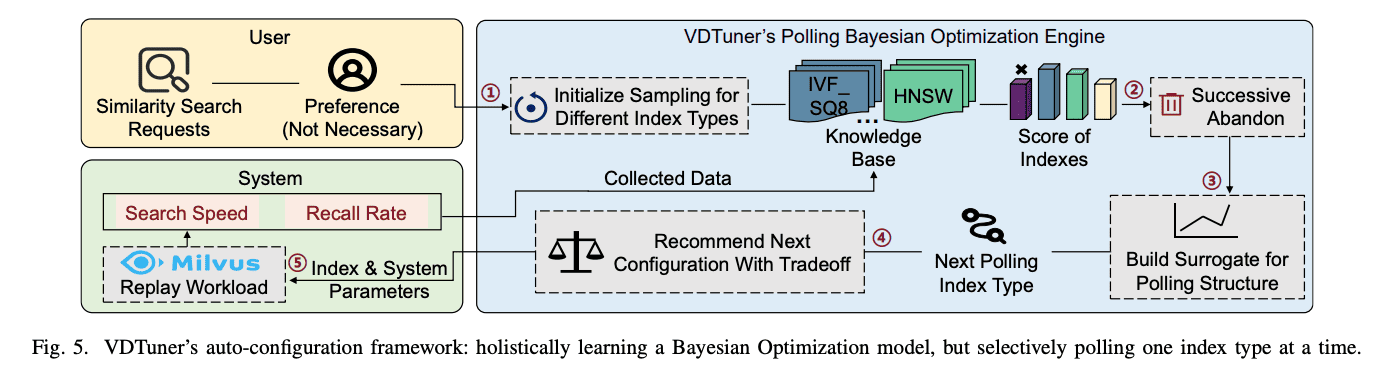 User
Similarity Search
Requests
Preference
(Not Necessary)
VDTuner's Polling Bayesian Optimization Engine
①
Initialize Sampling for
Different Index Types
IVF_
SQ8
...
HNSW
Knowledge
Base
Score of
Indexes
②
Successive
Abandon
③
Build Surrogate for
Polling Structure
Next Polling
Index Type
④
Recommend Next
Configuration With Tradeoff
System
Search Speed
Recall Rate
Collected Data
Milvus
Replay Workload
⑤
Index & System
Parameters
Fig. 5. VDTuner's auto-configuration framework: holistically learning a Bayesian Optimization model, but selectively polling one index type at a time.